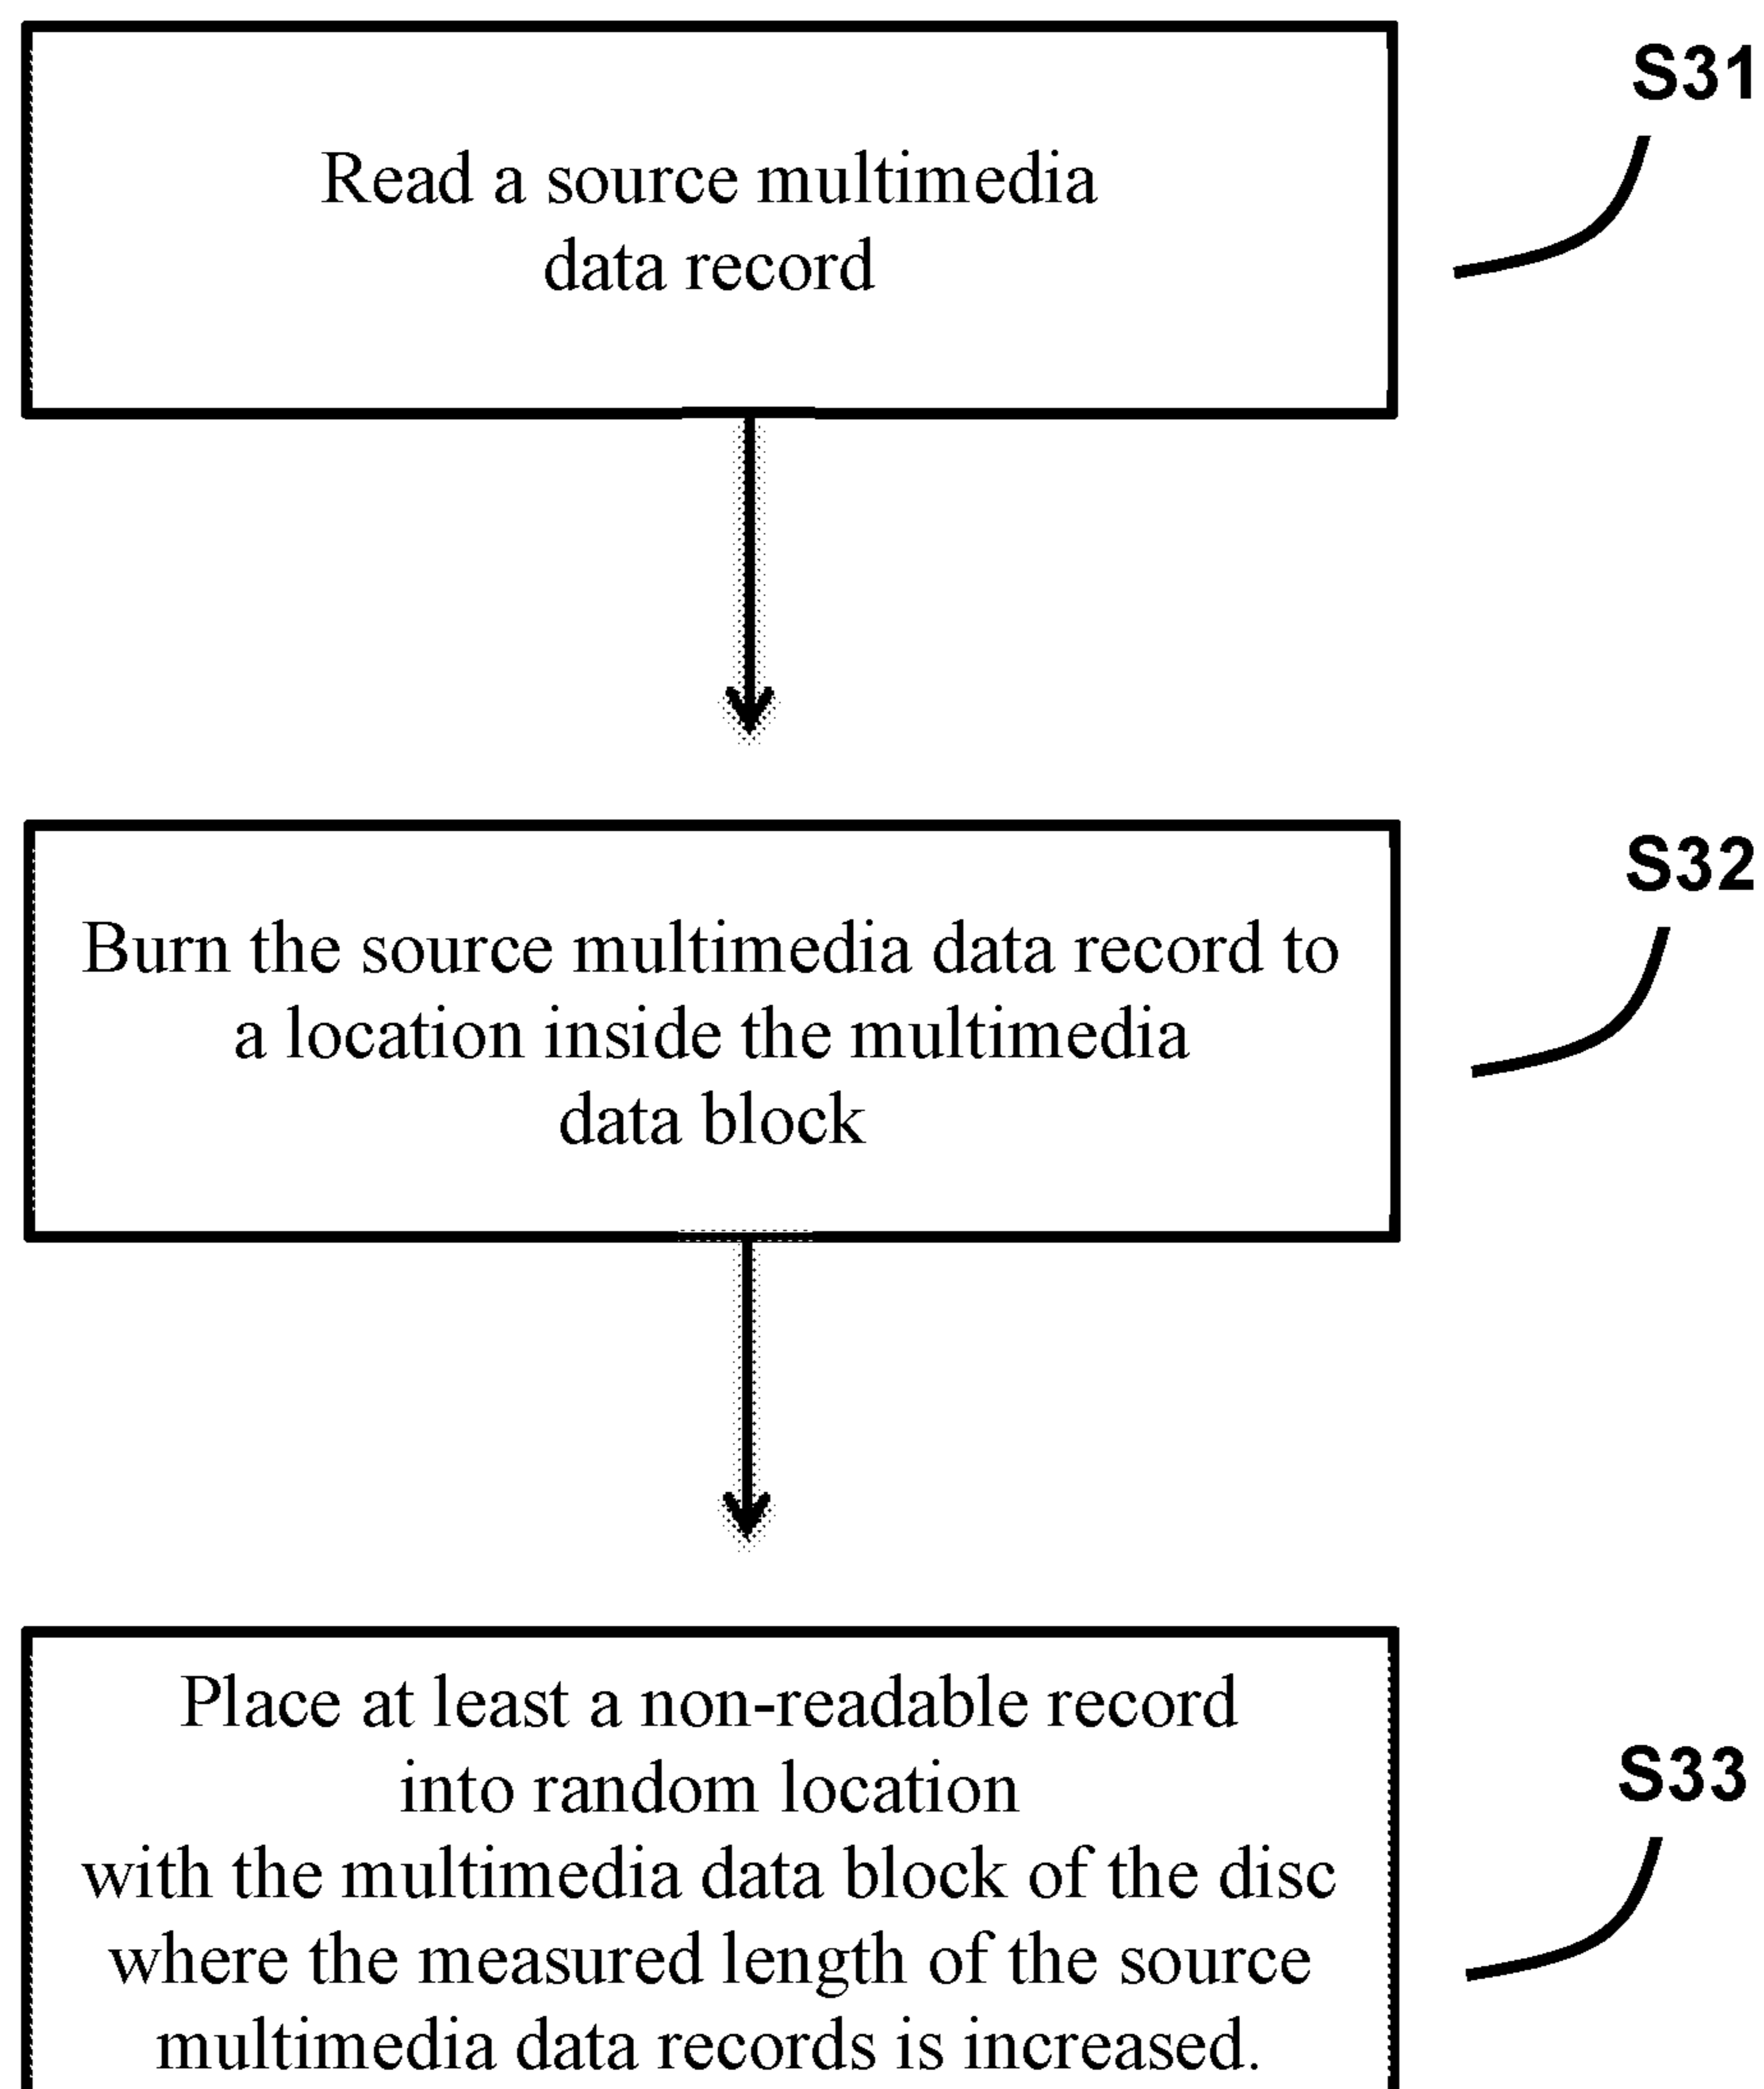 S31
Read a source multimedia
data record
S32
Burn the source multimedia data record to
a location inside the multimedia
data block
Place at least a non-readable record
into random location
S33
with the multimedia data block of the disc
where the measured length of the source
multimedia data records is increased.